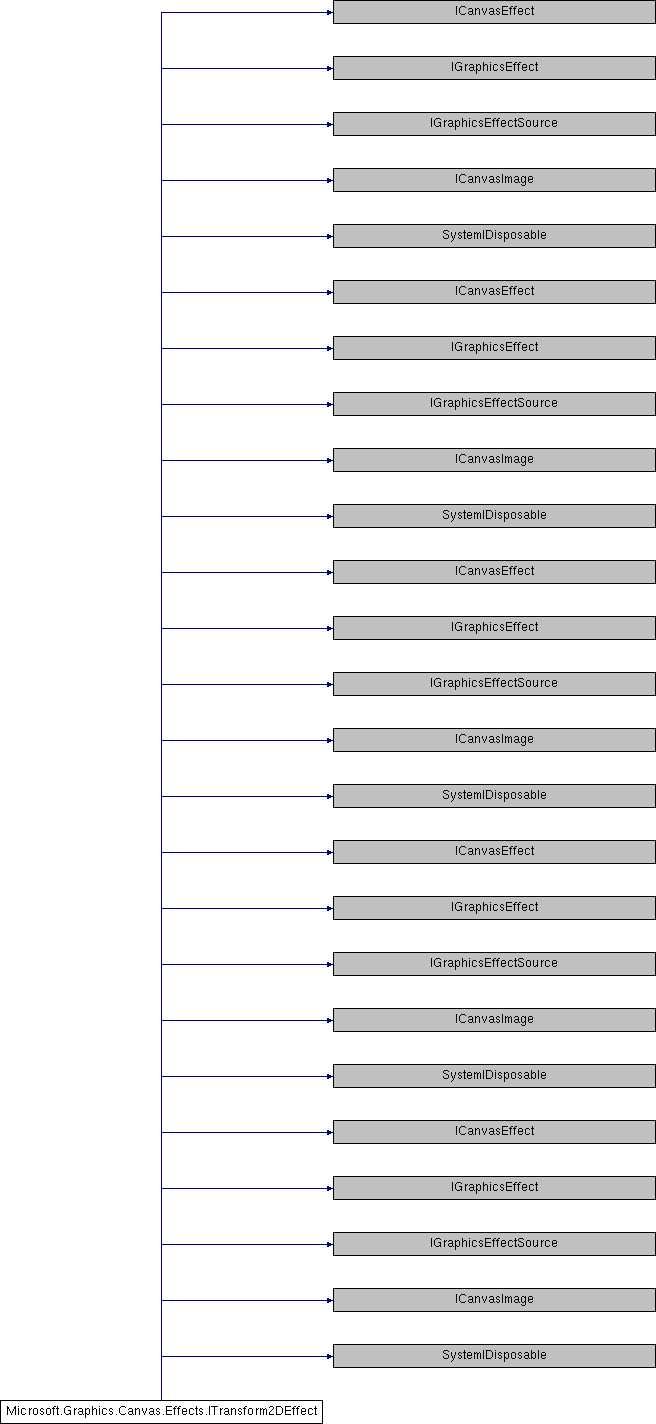 ICanvasEffect
IGraphicsEffect
IGraphicsEffectSource
ICanvasImage
SystemIDisposable
ICanvasEffect
IGraphicsEffect
IGraphicsEffectSource
ICanvasImage
SystemIDisposable
ICanvasEffect
IGraphicsEffect
IGraphicsEffectSource
ICanvasImage
SystemIDisposable
ICanvasEffect
IGraphicsEffect
IGraphicsEffectSource
ICanvasImage
SystemIDisposable
ICanvasEffect
IGraphicsEffect
IGraphicsEffectSource
ICanvasImage
SystemIDisposable
Microsoft.Graphics.Canvas.Effects.ITransform2DEffect